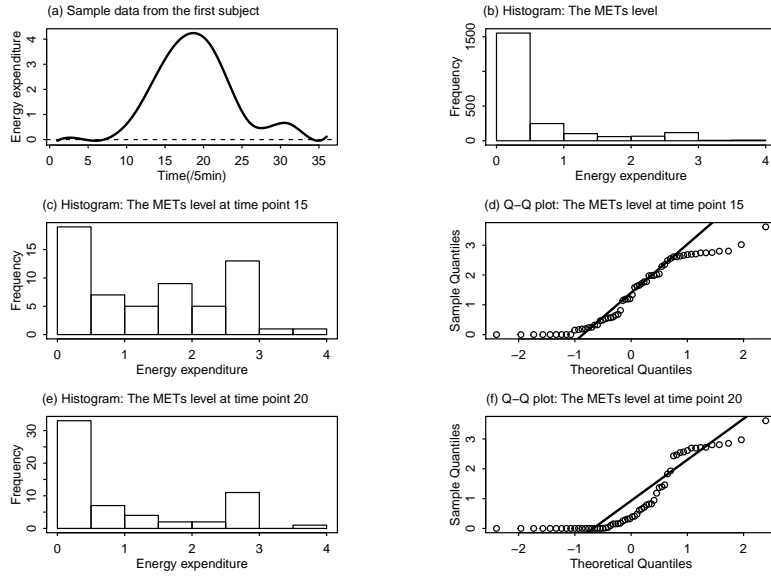 (a) Sample data from the first subject
Energy expenditure
0 1 2 3 4
0 5 10 15 20 25 30 35
Time(/5min)
(b) Histogram: The METs level
Frequency
0 500 1500
0 1 2 3 4
Energy expenditure
(c) Histogram: The METs level at time point 15
Frequency
0 5 10 15
0 1 2 3 4
Energy expenditure
(d) Q−Q plot: The METs level at time point 15
Sample Quantiles
0 1 2 3
−2 −1 0 1 2
Theoretical Quantiles
(e) Histogram: The METs level at time point 20
Frequency
0 10 20 30
0 1 2 3 4
Energy expenditure
(f) Q−Q plot: The METs level at time point 20
Sample Quantiles
0 1 2 3
−2 −1 0 1 2
Theoretical Quantiles